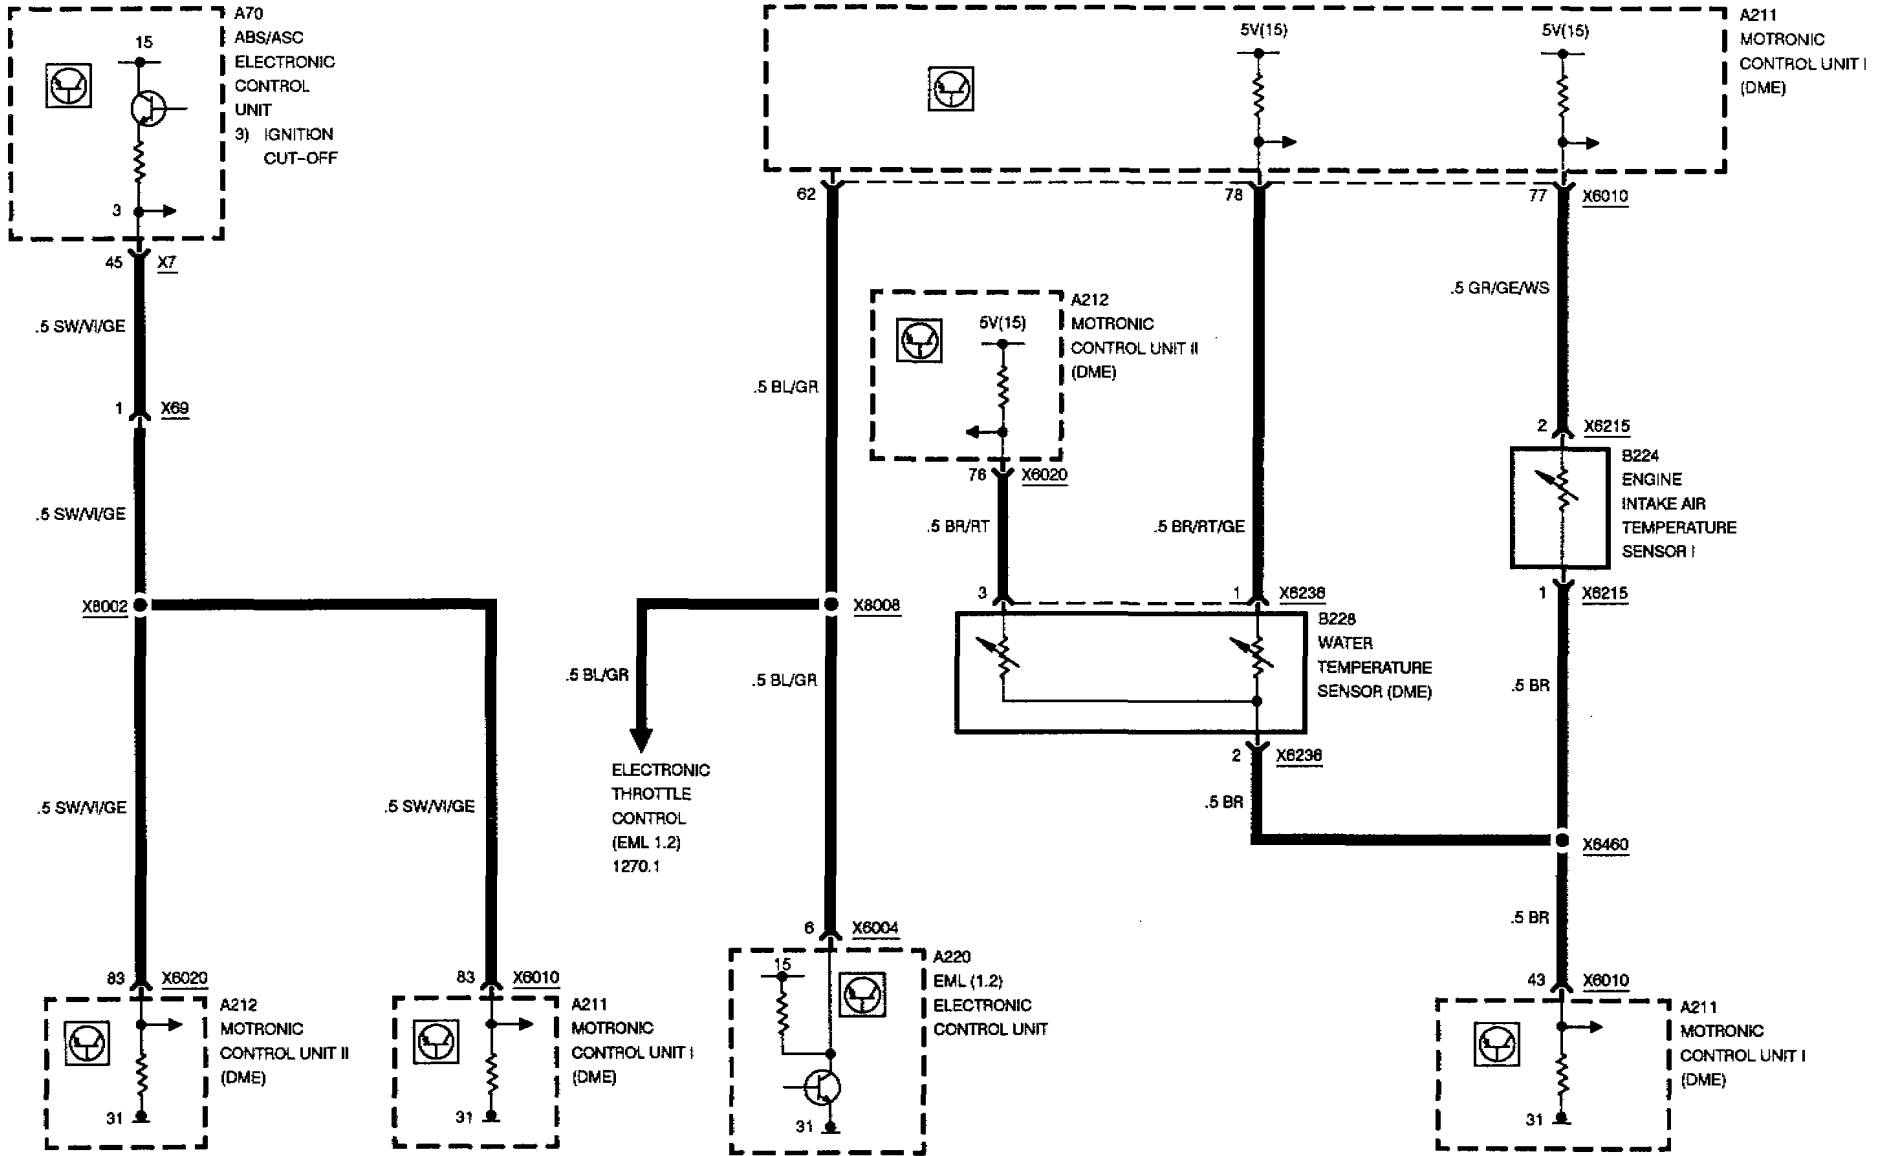 A70
ABS/ASC
ELECTRONIC
CONTROL
UNIT
3) IGNITION
CUT-OFF
15
3
45 X7
.5 SW/VI/GE
1 X69
.5 SW/VI/GE
X8002
.5 SW/VI/GE
.5 SW/VI/GE
83 X6020
A212
MOTRONIC
CONTROL UNIT II
(DME)
31
83 X6010
A211
MOTRONIC
CONTROL UNIT I
(DME)
31
A211
MOTRONIC
CONTROL UNIT I
(DME)
5V(15)
5V(15)
62
78
77 X6010
.5 BL/GR
A212
MOTRONIC
CONTROL UNIT II
(DME)
5V(15)
76 X6020
.5 BR/RT
.5 BR/RT/GE
.5 GR/GE/WS
2 X6215
B224
ENGINE
INTAKE AIR
TEMPERATURE
SENSOR I
1 X6215
X8008
.5 BL/GR
.5 BL/GR
ELECTRONIC
THROTTLE
CONTROL
(EML 1.2)
1270.1
3
1 X6236
B228
WATER
TEMPERATURE
SENSOR (DME)
2 X6236
.5 BR
.5 BR
X6460
.5 BR
6 X6004
A220
EML (1.2)
ELECTRONIC
CONTROL UNIT
15
31
43 X6010
A211
MOTRONIC
CONTROL UNIT I
(DME)
31